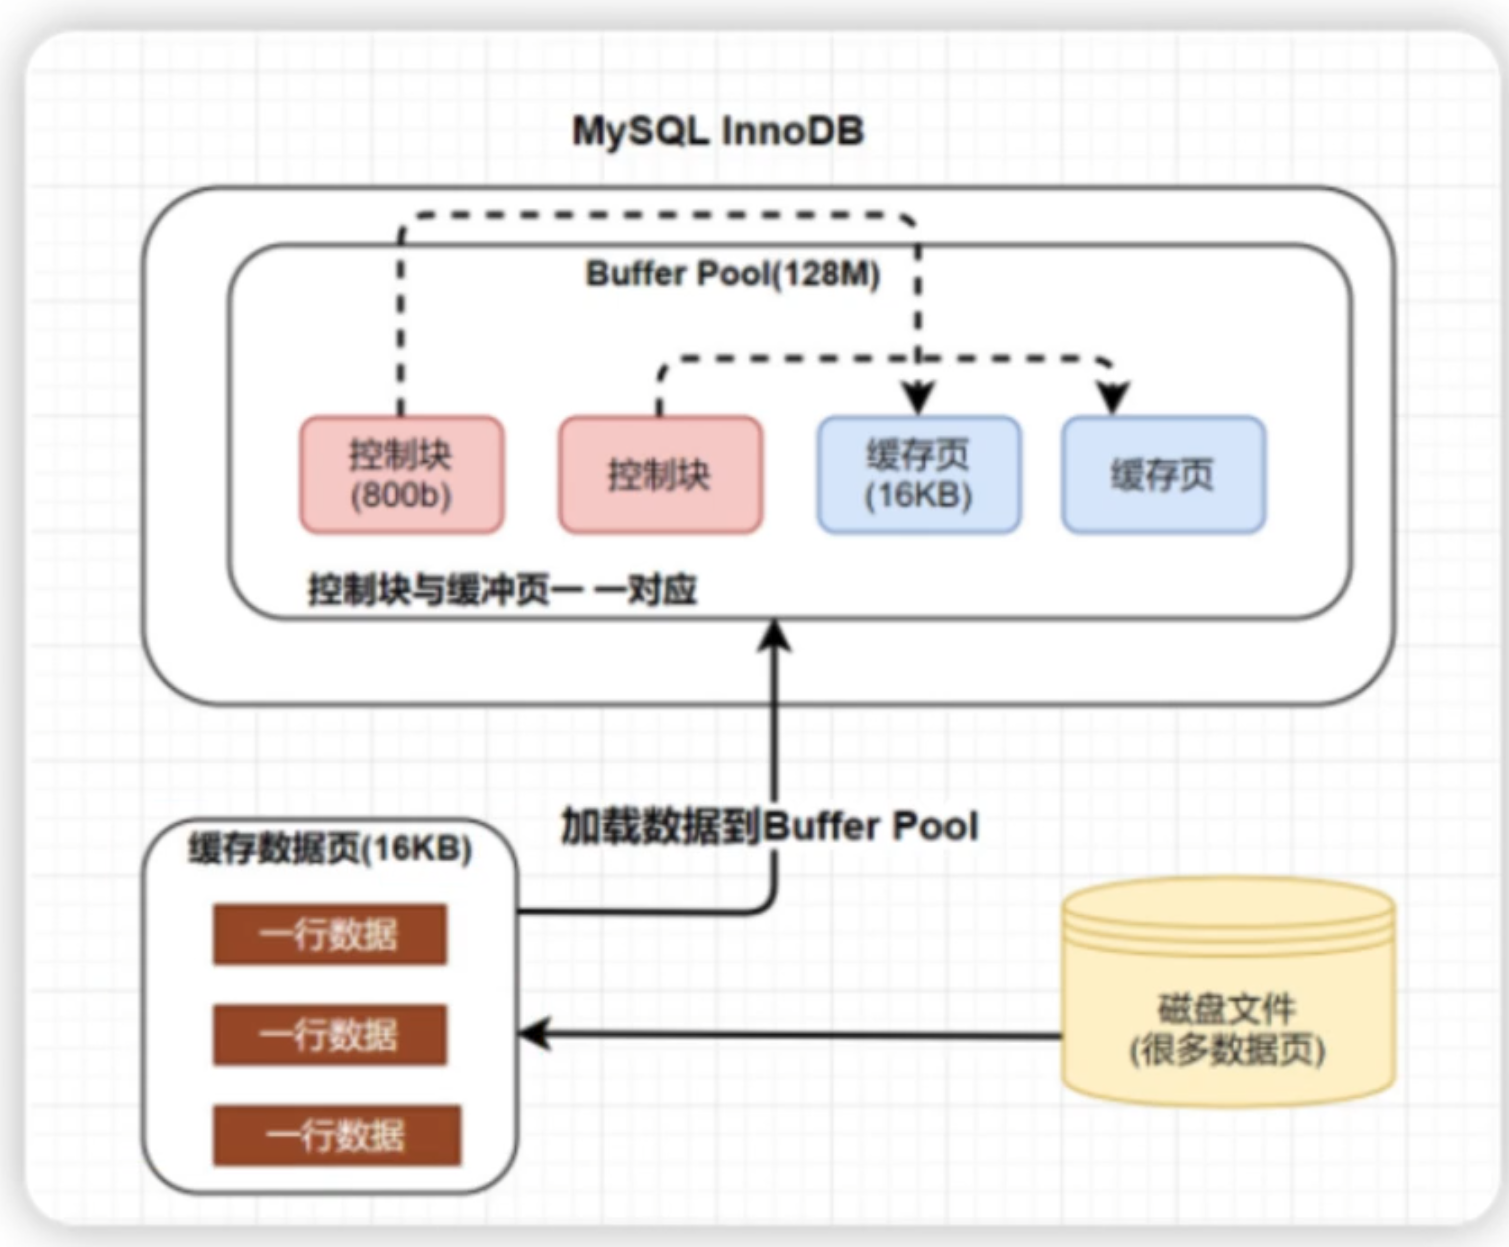 MySQL InnoDB
Buffer Pool(128M)
控制块
(800b)
控制块
缓存页
(16KB)
缓存页
控制块与缓冲页一 一对应
加载数据到Buffer Pool
缓存数据页(16KB)
一行数据
一行数据
一行数据
磁盘文件
(很多数据页)